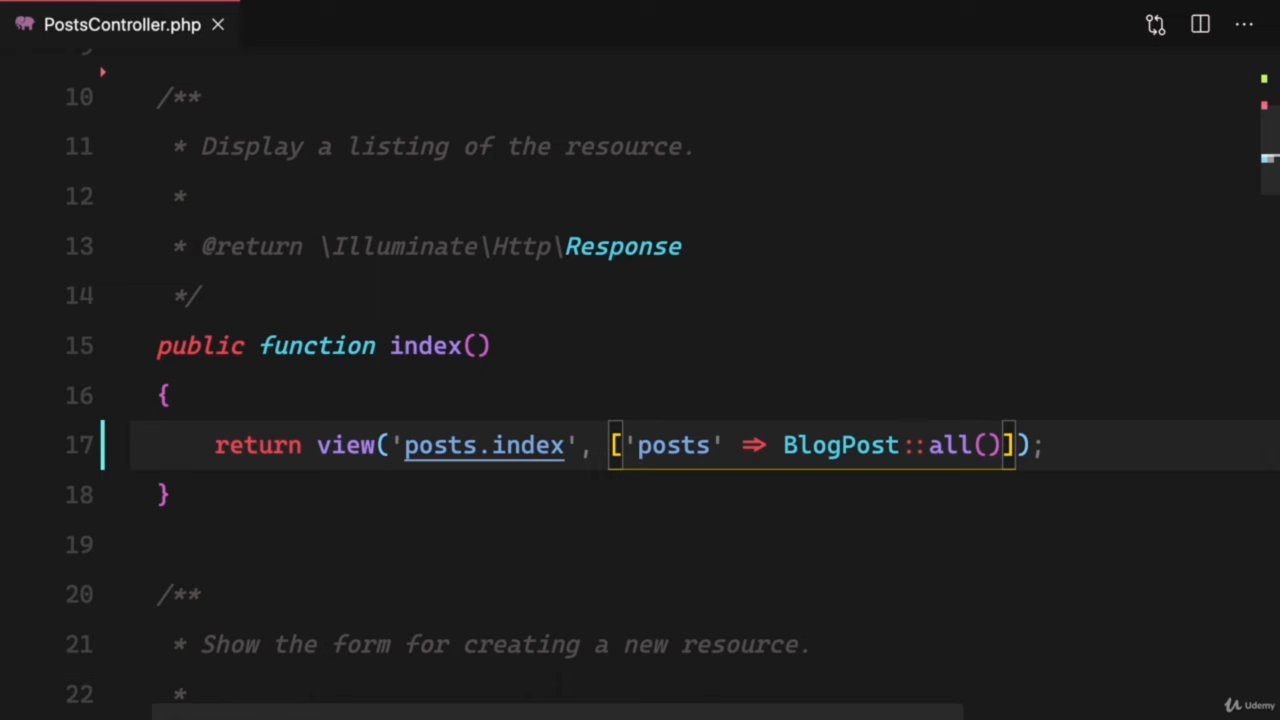 PostsController.php
9
10 /**
11 * Display a listing of the resource.
12 *
13 * @return \Illuminate\Http\Response
14 */
15 public function index()
16 {
17 return view('posts.index', ['posts' => BlogPost::all()]);
18 }
19
20 /**
21 * Show the form for creating a new resource.
22 *
Udemy